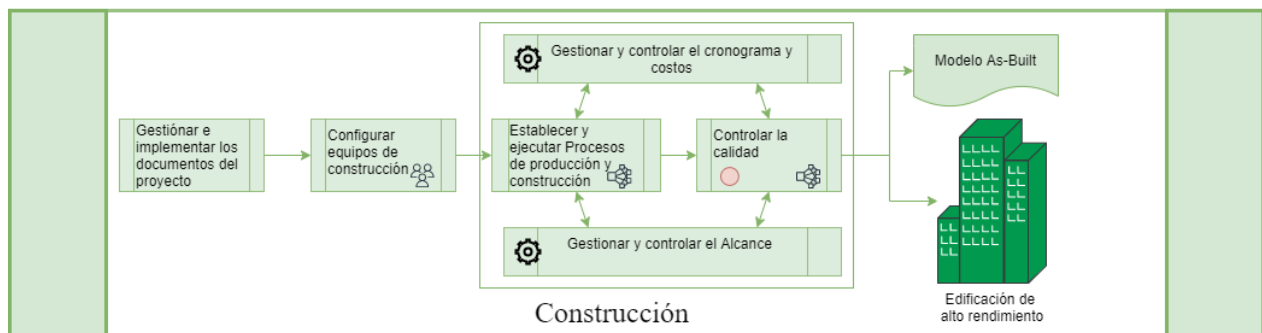 Gestionar y controlar el cronograma y
costos
Modelo As-Built
Gestiónar e
implementar los
documentos del
proyecto
Configurar
equipos de
construcción
Establecer y
ejecutar Procesos
de producción y
construcción
Controlar la
calidad
Gestionar y controlar el Alcance
Edificación de
alto rendimiento
Construcción